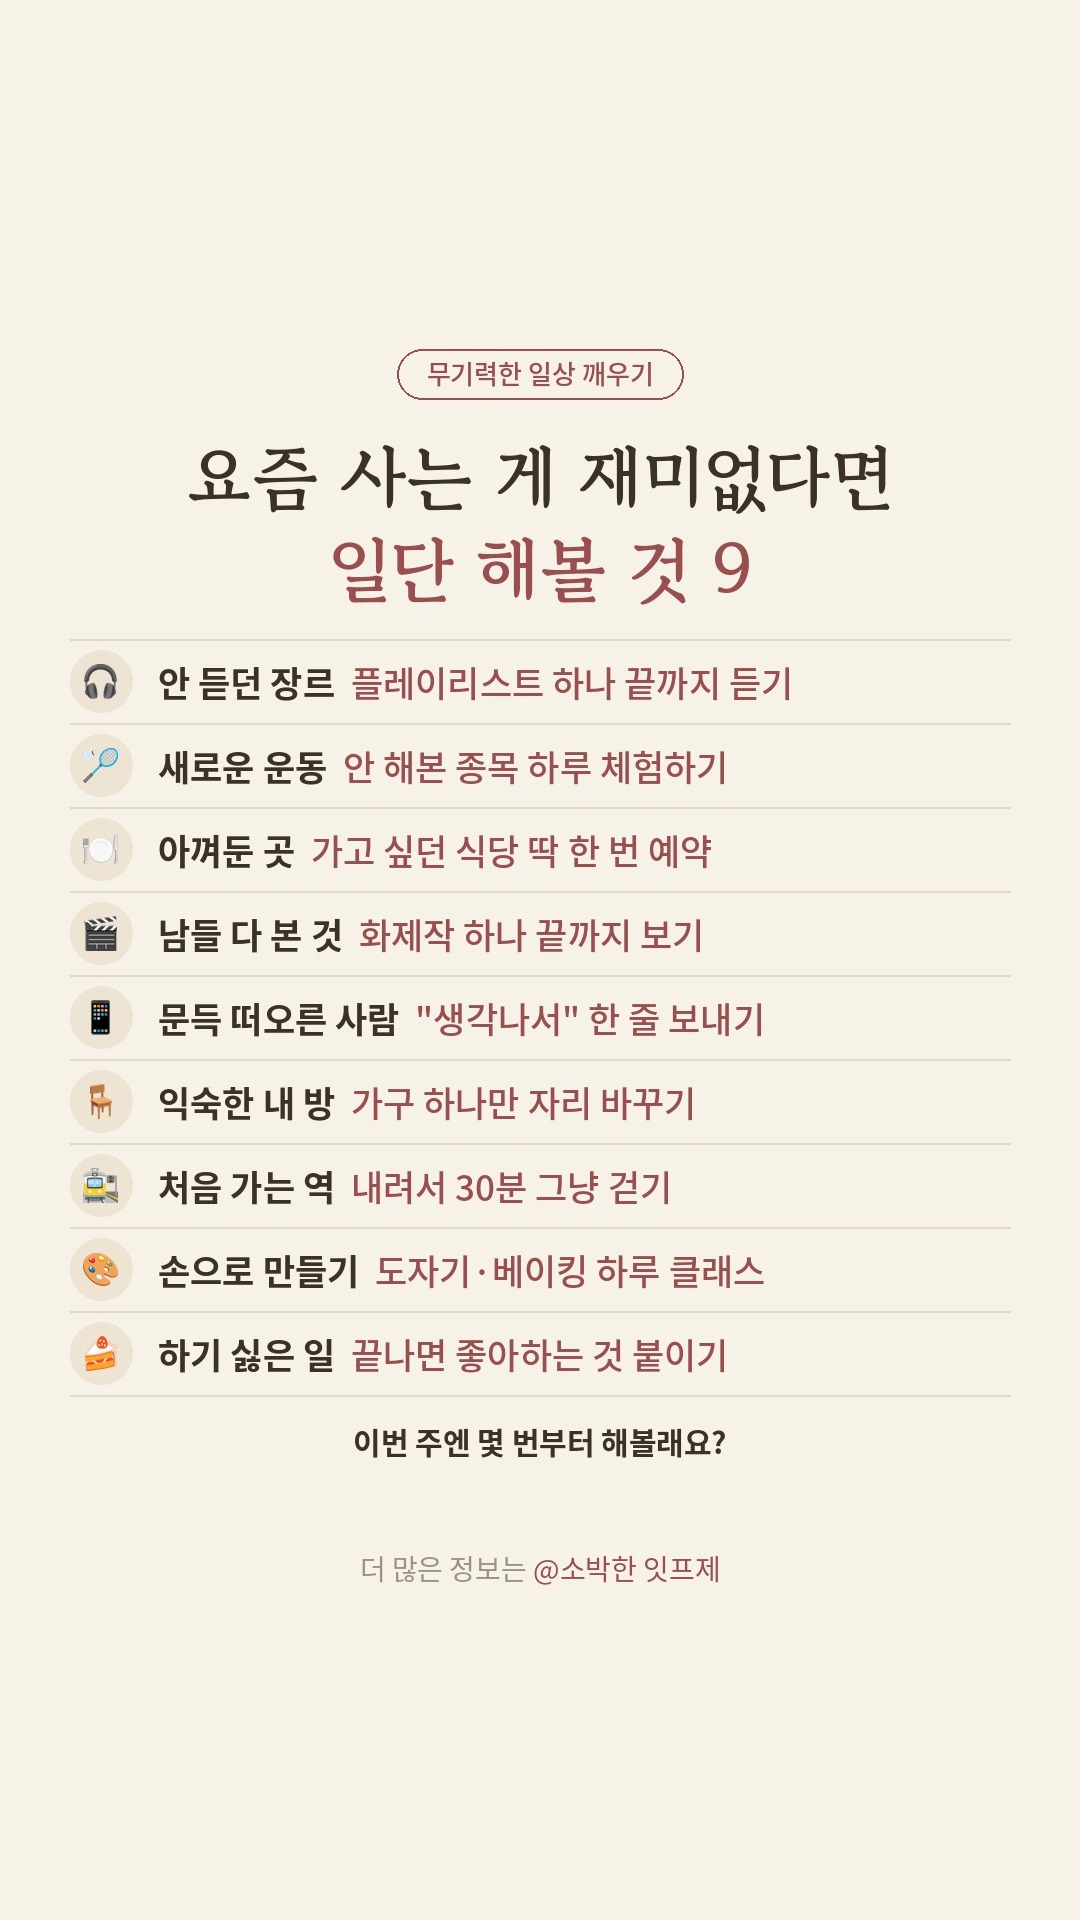 무기력한 일상 깨우기
요즘 사는 게 재미없다면
일단 해볼 것 9
안 듣던 장르 플레이리스트 하나 끝까지 듣기
새로운 운동 안 해본 종목 하루 체험하기
아껴둔 곳 가고 싶던 식당 딱 한 번 예약
남들 다 본 것 화제작 하나 끝까지 보기
문득 떠오른 사람 "생각나서" 한 줄 보내기
익숙한 내 방 가구 하나만 자리 바꾸기
처음 가는 역 내려서 30분 그냥 걷기
손으로 만들기 도자기·베이킹 하루 클래스
하기 싫은 일 끝나면 좋아하는 것 붙이기
이번 주엔 몇 번부터 해볼래요?
더 많은 정보는 @소박한 잇프제